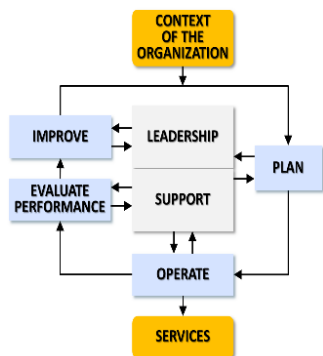 CONTEXT
OF THE
ORGANIZATION
IMPROVE
LEADERSHIP
PLAN
EVALUATE
PERFORMANCE
SUPPORT
OPERATE
SERVICES